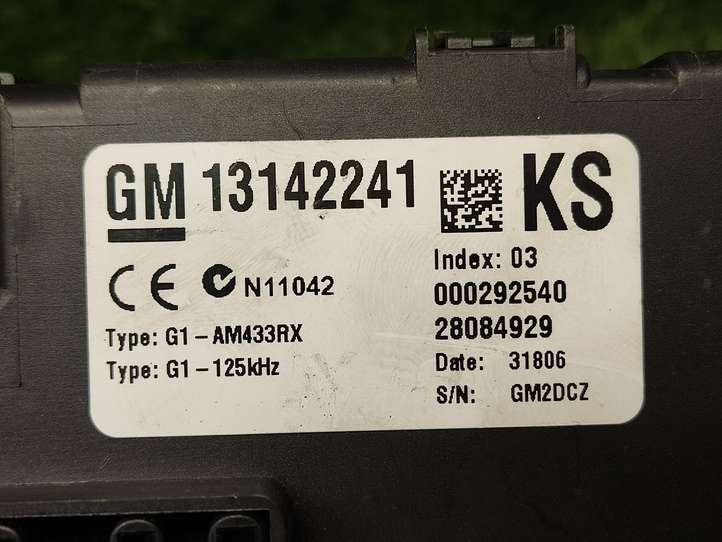 GM 13142241 KS
Index: 03
CE N11042 000292540
Type: G1-AM433RX 28084929
Type: G1-125kHz Date: 31806
S/N: GM2DCZ